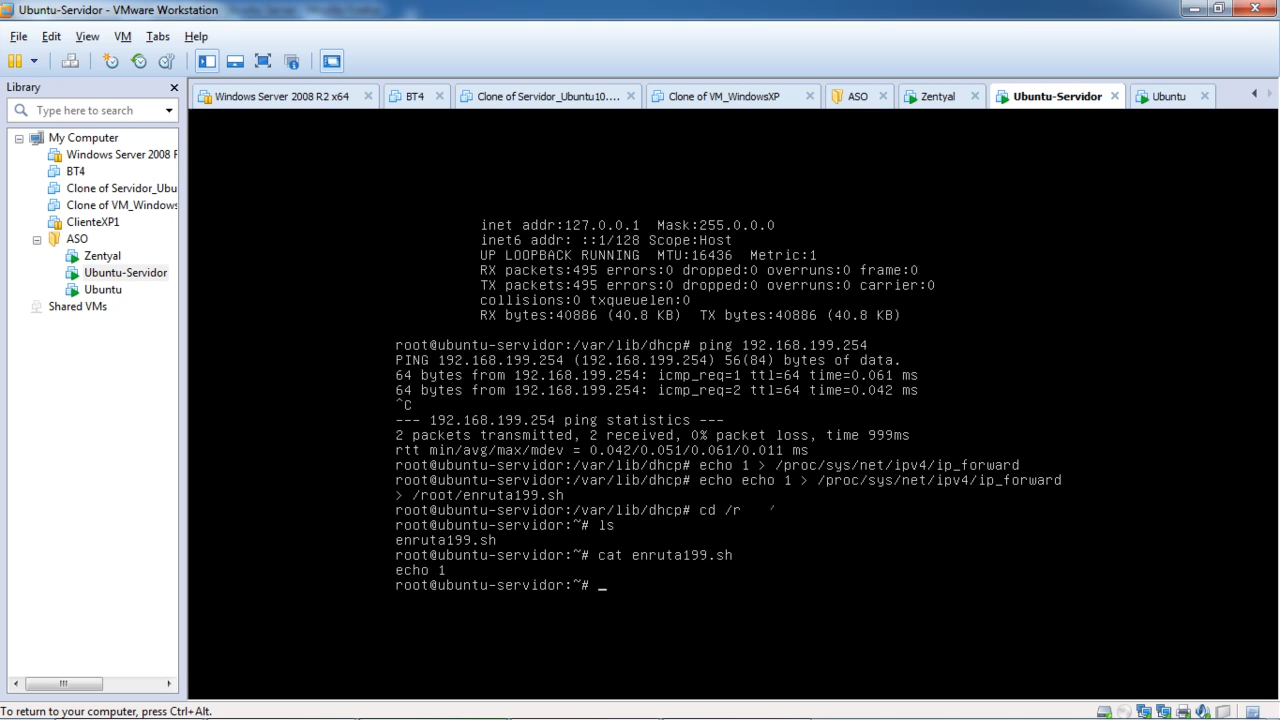 Ubuntu-Servidor - VMware Workstation
File Edit View VM Tabs Help
Library
Type here to search
My Computer
Windows Server 2008 F
BT4
Clone of Servidor_Ubu
Clone of VM_Windows
ClienteXP1
ASO
Zentyal
Ubuntu-Servidor
Ubuntu
Shared VMs
Windows Server 2008 R2 x64 BT4 Clone of Servidor_Ubuntu10.... Clone of VM_WindowsXP ASO Zentyal Ubuntu-Servidor Ubuntu
inet addr:127.0.0.1  Mask:255.0.0.0
inet6 addr: ::1/128 Scope:Host
UP LOOPBACK RUNNING  MTU:16436  Metric:1
RX packets:495 errors:0 dropped:0 overruns:0 frame:0
TX packets:495 errors:0 dropped:0 overruns:0 carrier:0
collisions:0 txqueuelen:0
RX bytes:40886 (40.8 KB)  TX bytes:40886 (40.8 KB)
root@ubuntu-servidor:/var/lib/dhcp# ping 192.168.199.254
PING 192.168.199.254 (192.168.199.254) 56(84) bytes of data.
64 bytes from 192.168.199.254: icmp_req=1 ttl=64 time=0.061 ms
64 bytes from 192.168.199.254: icmp_req=2 ttl=64 time=0.042 ms
^C
--- 192.168.199.254 ping statistics ---
2 packets transmitted, 2 received, 0% packet loss, time 999ms
rtt min/avg/max/mdev = 0.042/0.051/0.061/0.011 ms
root@ubuntu-servidor:/var/lib/dhcp# echo 1 > /proc/sys/net/ipv4/ip_forward
root@ubuntu-servidor:/var/lib/dhcp# echo echo 1 > /proc/sys/net/ipv4/ip_forward
> /root/enruta199.sh
root@ubuntu-servidor:/var/lib/dhcp# cd /r
root@ubuntu-servidor:~# ls
enruta199.sh
root@ubuntu-servidor:~# cat enruta199.sh
echo 1
root@ubuntu-servidor:~# _
To return to your computer, press Ctrl+Alt.